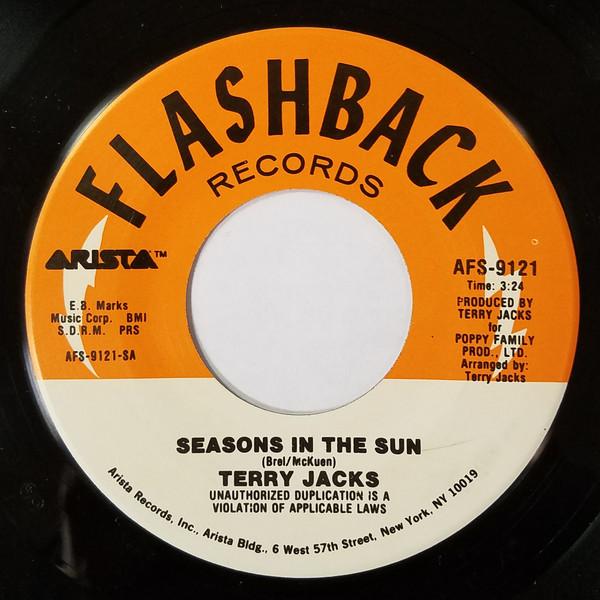 FLASHBACK
RECORDS
ARISTA™
E.B. Marks
Music Corp. BMI
S.D.R.M. PRS
AFS-9121-SA
AFS-9121
Time: 3:24
PRODUCED BY
TERRY JACKS
for
POPPY FAMILY
PROD., LTD.
Arranged by:
Terry Jacks
SEASONS IN THE SUN
(Brel/McKuen)
TERRY JACKS
UNAUTHORIZED DUPLICATION IS A
VIOLATION OF APPLICABLE LAWS
Arista Records, Inc., Arista Bldg., 6 West 57th Street, New York, NY 10019